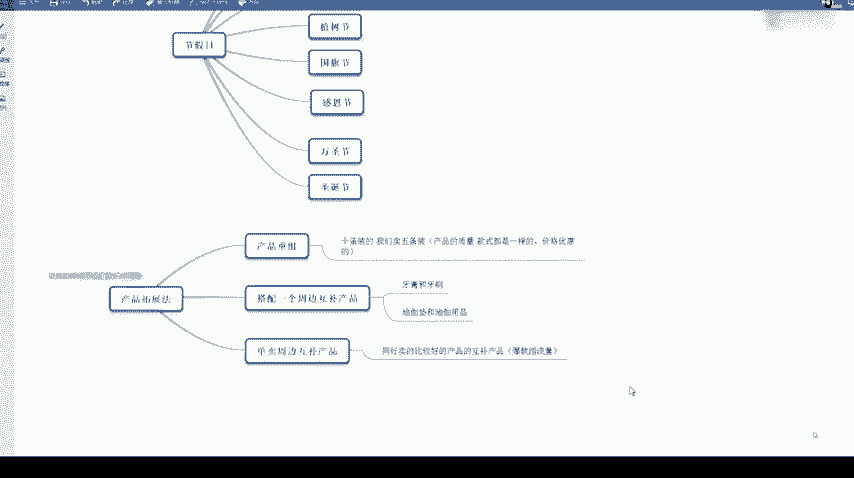 植树节
节假日
国旗节
感恩节
万圣节
圣诞节
产品重组
十条装的 我们卖五条装（产品的质量 款式都是一样的，价格优惠
的）
产品拓展法
搭配一个周边互补产品
牙膏和牙刷
瑜伽垫和瑜伽用品
单卖周边互补产品
同行卖的比较好的产品的互补产品（爆款蹭流量）